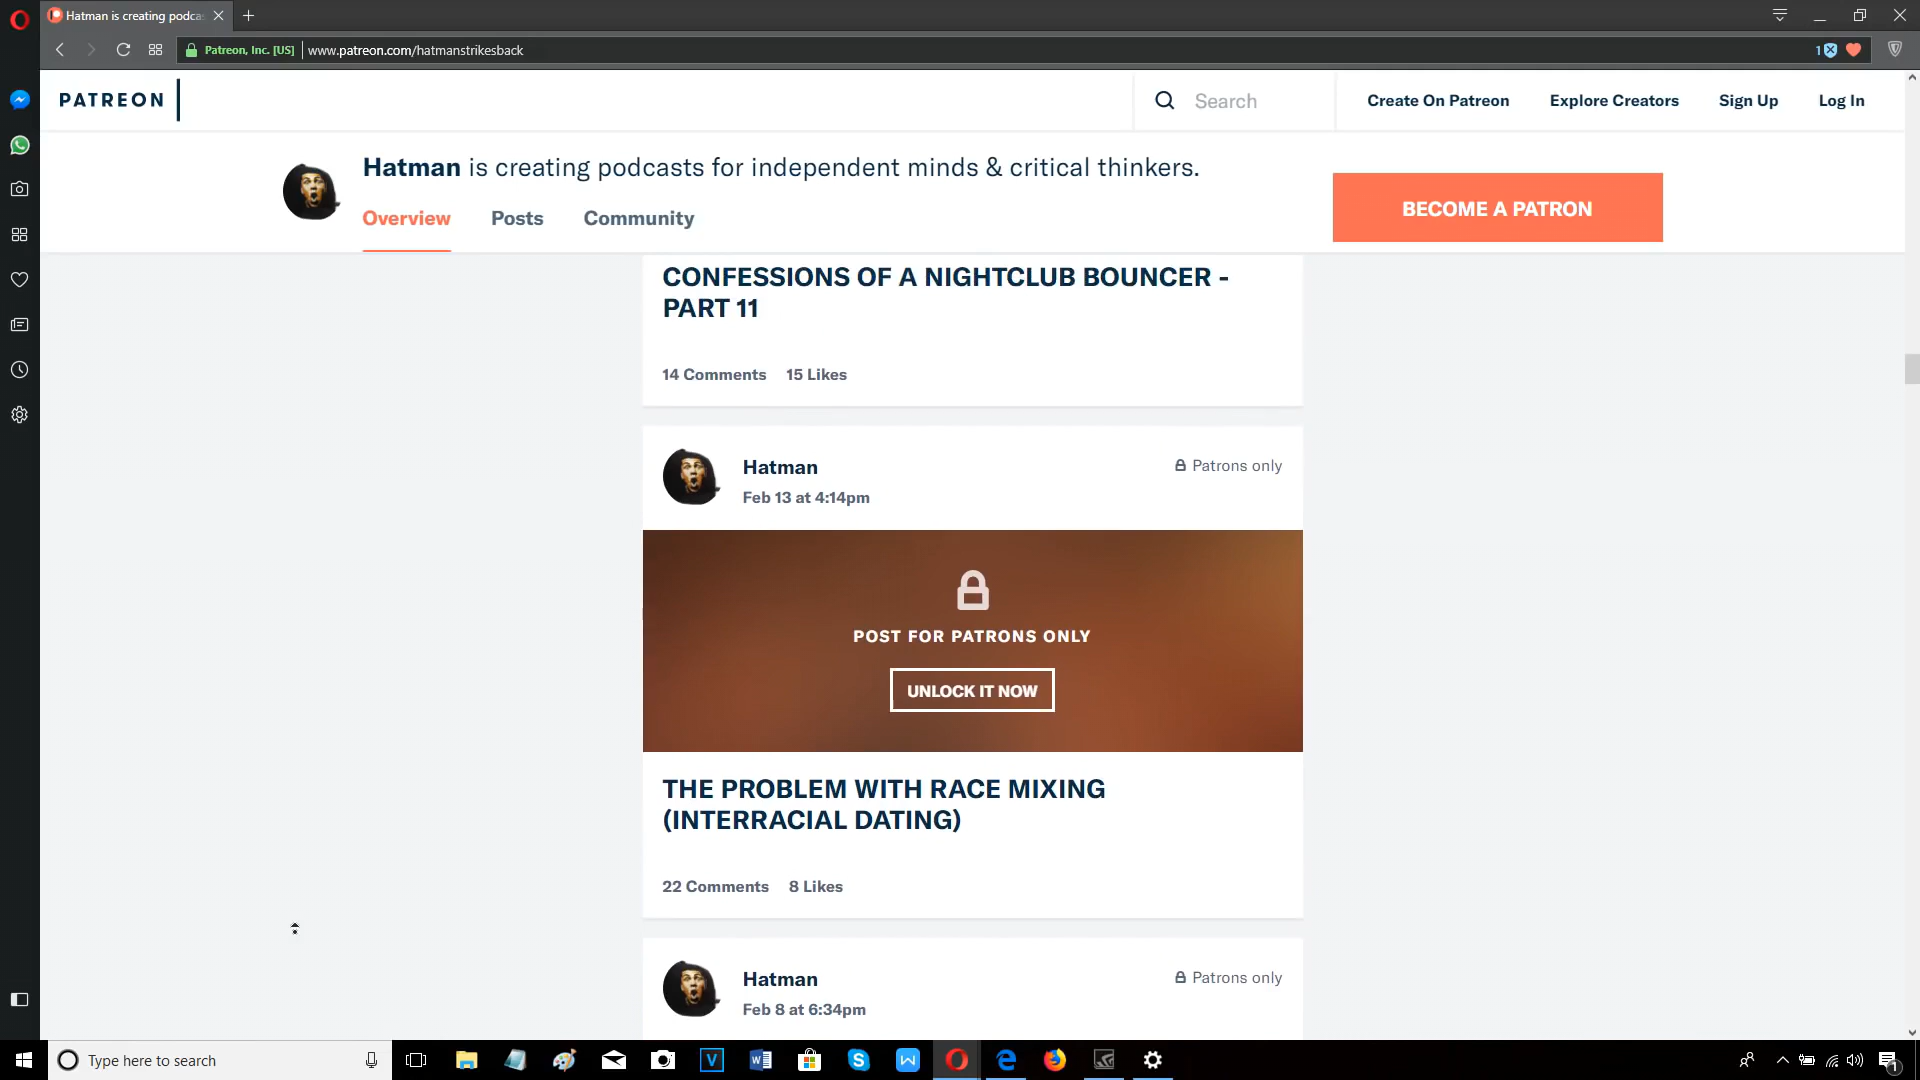 Hatman is creating podca
Patreon, Inc. [US]
www.patreon.com/hatmanstrikesback
1
PATREON
Search
Create On Patreon
Explore Creators
Sign Up
Log In
Hatman is creating podcasts for independent minds & critical thinkers.
Overview
Posts
Community
BECOME A PATRON
CONFESSIONS OF A NIGHTCLUB BOUNCER -
PART 11
14 Comments 15 Likes
Hatman
Patrons only
Feb 13 at 4:14pm
POST FOR PATRONS ONLY
UNLOCK IT NOW
THE PROBLEM WITH RACE MIXING
(INTERRACIAL DATING)
22 Comments 8 Likes
Hatman
Patrons only
Feb 8 at 6:34pm
Type here to search
1